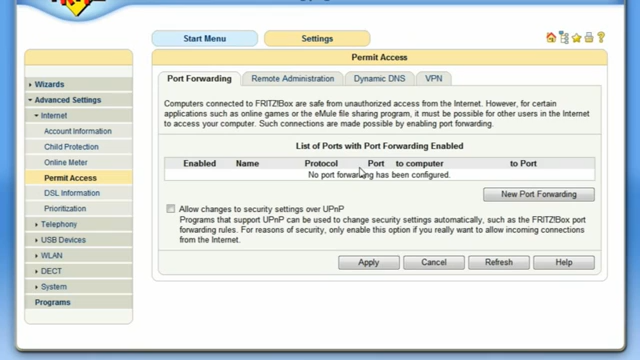 Start Menu
Settings
Permit Access
Wizards
Advanced Settings
Internet
Account Information
Child Protection
Online Meter
Permit Access
DSL Information
Prioritization
Telephony
USB Devices
WLAN
DECT
System
Programs
Port Forwarding
Remote Administration
Dynamic DNS
VPN
Computers connected to FRITZ!Box are safe from unauthorized access from the Internet. However, for certain
applications such as online games or the eMule file sharing program, it must be possible for other users in the Internet
to access your computer. Such connections are made possible by enabling port forwarding.
List of Ports with Port Forwarding Enabled
Enabled Name Protocol Port to computer to Port
No port forwarding has been configured.
New Port Forwarding
Allow changes to security settings over UPnP
Programs that support UPnP can be used to change security settings automatically, such as the FRITZ!Box port
forwarding rules. For reasons of security, only enable this option if you really want to allow incoming connections
from the Internet.
Apply
Cancel
Refresh
Help